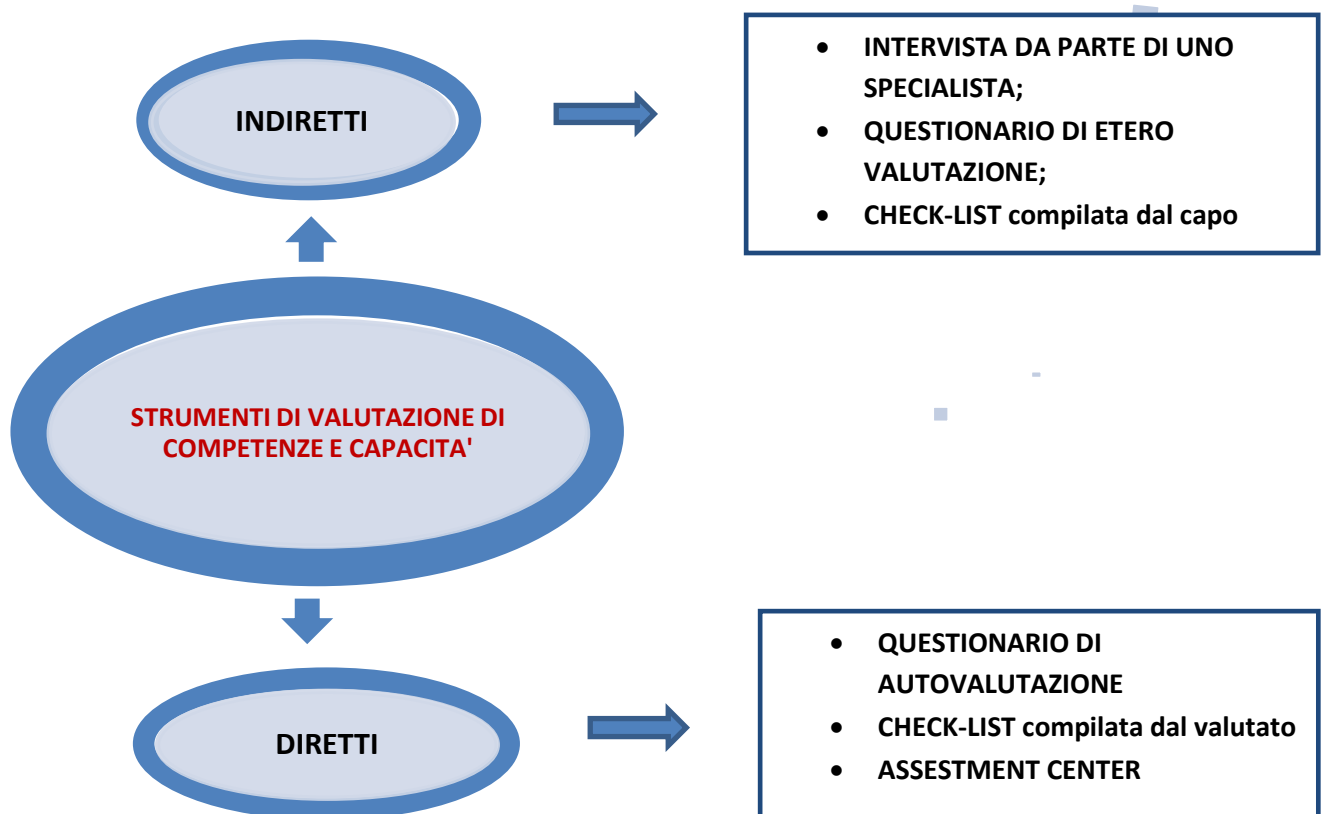 INDIRETTI
• INTERVISTA DA PARTE DI UNO
SPECIALISTA;
• QUESTIONARIO DI ETERO
VALUTAZIONE;
• CHECK-LIST compilata dal capo
STRUMENTI DI VALUTAZIONE DI
COMPETENZE E CAPACITA'
DIRETTI
• QUESTIONARIO DI
AUTOVALUTAZIONE
• CHECK-LIST compilata dal valutato
• ASSESTMENT CENTER